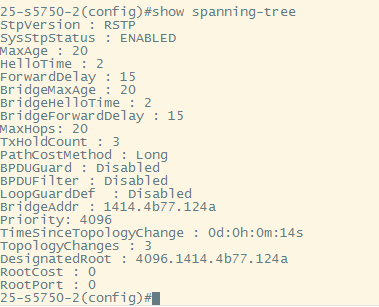 25-s5750-2(config)#show spanning-tree
StpVersion : RSTP
SysStpStatus : ENABLED
MaxAge : 20
HelloTime : 2
ForwardDelay : 15
BridgeMaxAge : 20
BridgeHelloTime : 2
BridgeForwardDelay : 15
MaxHops: 20
TxHoldCount : 3
PathCostMethod : Long
BPDUGuard : Disabled
BPDUFilter : Disabled
LoopGuardDef  : Disabled
BridgeAddr : 1414.4b77.124a
Priority: 4096
TimeSinceTopologyChange : 0d:0h:0m:14s
TopologyChanges : 3
DesignatedRoot : 4096.1414.4b77.124a
RootCost : 0
RootPort : 0
25-s5750-2(config)#